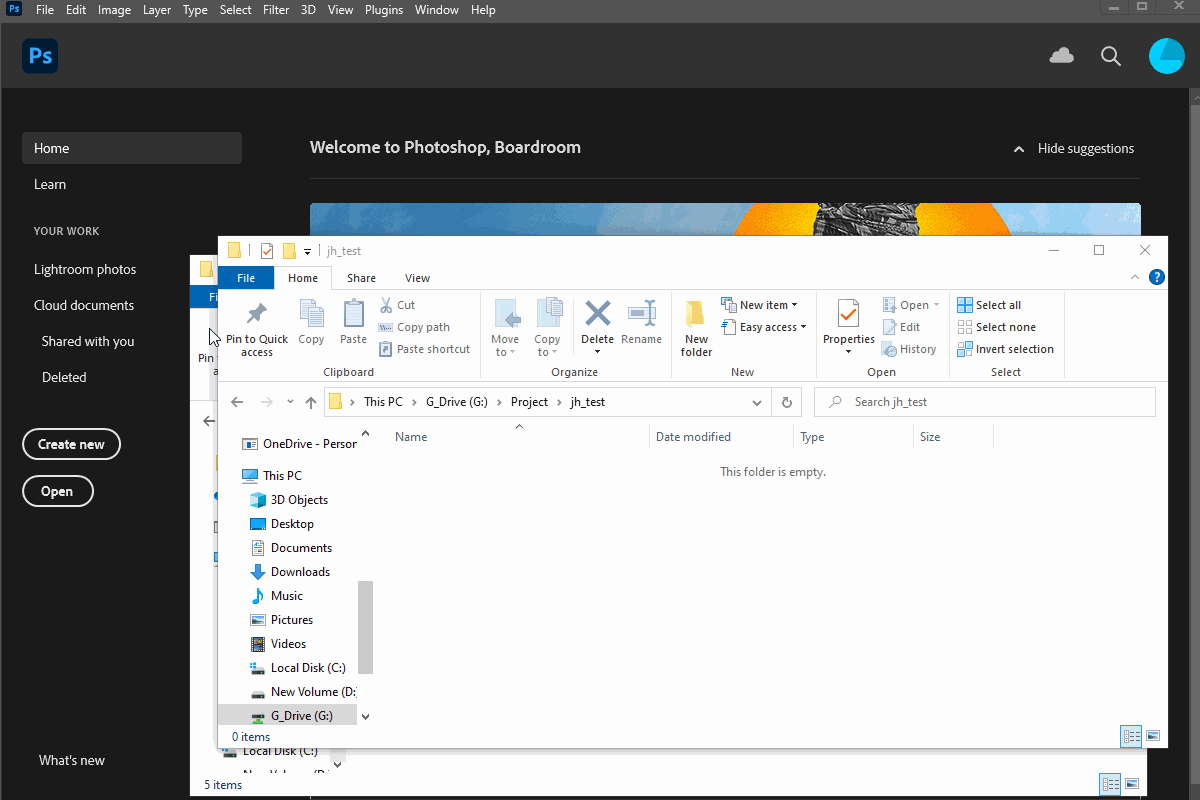 Ps File Edit Image Layer Type Select Filter 3D View Plugins Window Help
Ps
Home
Learn
YOUR WORK
Lightroom photos
Cloud documents
Shared with you
Deleted
Create new
Open
What's new
Welcome to Photoshop, Boardroom
Hide suggestions
jh_test
File Home Share View
Pin to Quick access
Copy
Paste
Cut
Copy path
Paste shortcut
Clipboard
Move to
Copy to
Delete
Rename
Organize
New folder
New item
Easy access
New
Properties
Open
Edit
History
Open
Select all
Select none
Invert selection
Select
This PC G_Drive (G:) Project jh_test
Search jh_test
Name Date modified Type Size
This folder is empty.
OneDrive - Person
This PC
3D Objects
Desktop
Documents
Downloads
Music
Pictures
Videos
Local Disk (C:)
New Volume (D:
G_Drive (G:)
0 items
Fi
Pin
Local Disk (C:)
5 items